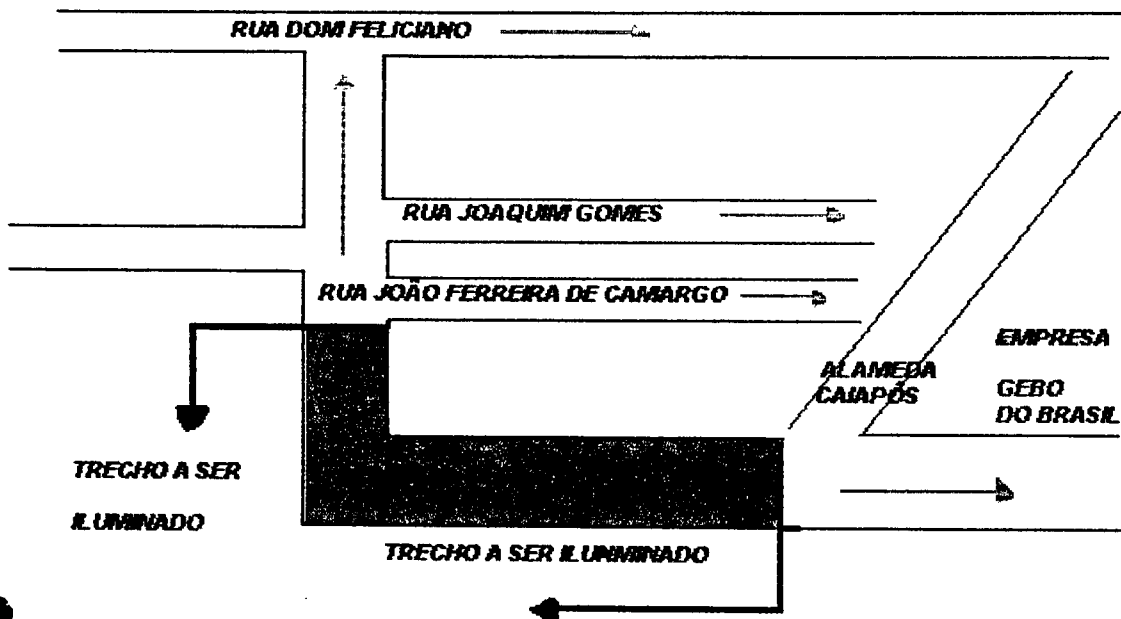 RUA DOM FELICIANO
RUA JOAQUIM GOMES
RUA JOÃO FERREIRA DE CAMARGO
EMPRESA
ALAMEDA
CAIAPÓS
GEBO
DO BRASIL
TRECHO A SER
ILUMINADO
TRECHO A SER ILUNMINADO